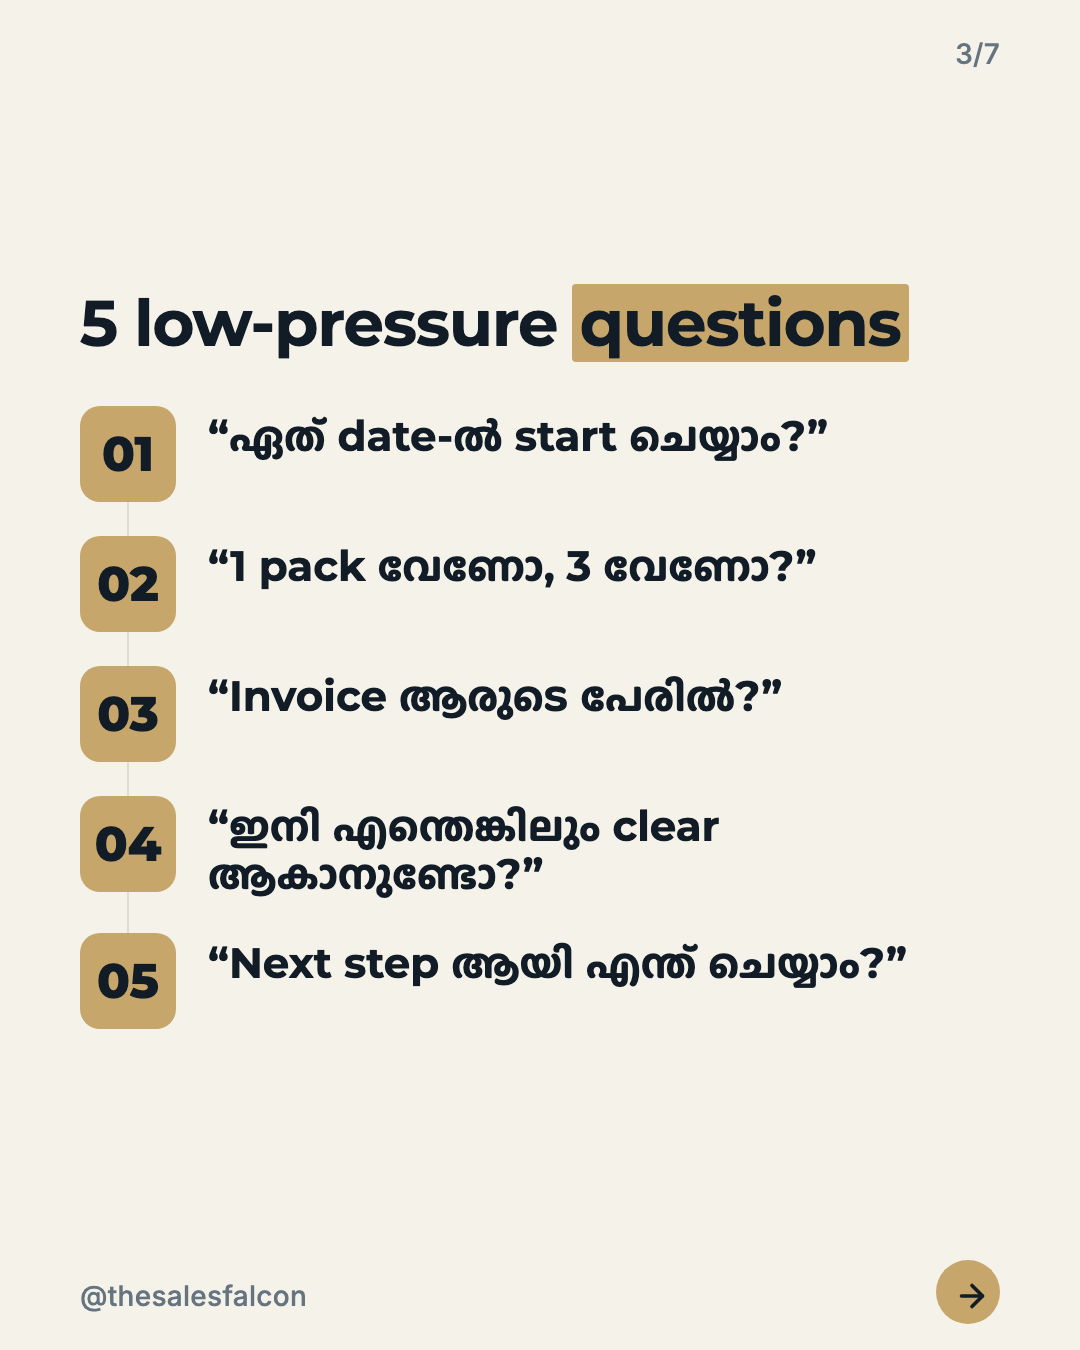 3/7
5 low-pressure questions
01
“ഏത് date-ൽ start ചെയ്യാം?”
02
“1 pack വേണോ, 3 വേണോ?”
03
“Invoice ആരുടെ പേരിൽ?”
04
“ഇനി എന്തെങ്കിലും clear
ആകാനുണ്ടോ?”
05
“Next step ആയി എന്ത് ചെയ്യാം?”
@thesalesfalcon